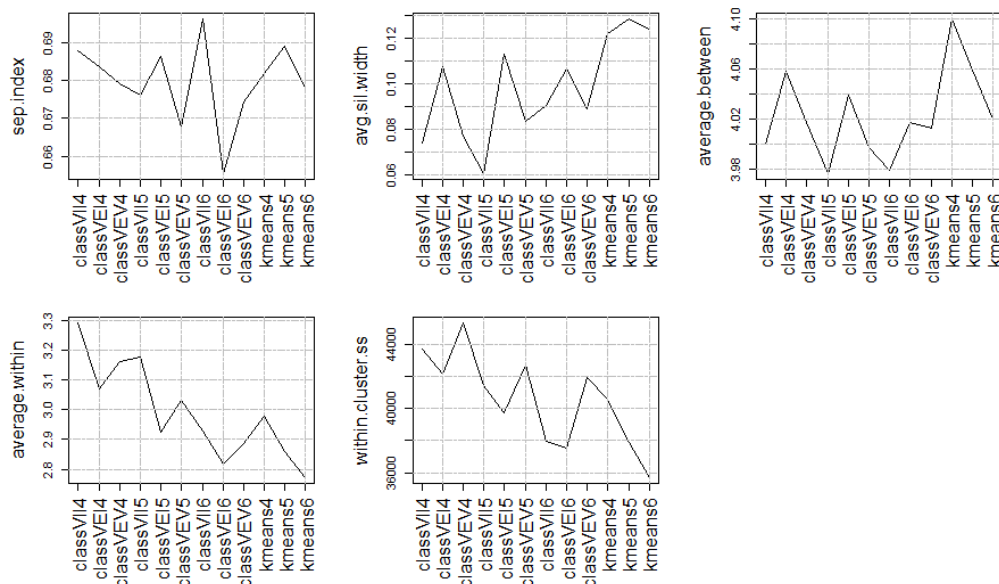 sep.index
0.69
0.68
0.67
0.66
classVII4
classVEI4
classVEV4
classVII5
classVEI5
classVEV5
classVII6
classVEI6
classVEV6
kmeans4
kmeans5
kmeans6
avg.sil.width
0.12
0.10
0.08
0.06
classVII4
classVEI4
classVEV4
classVII5
classVEI5
classVEV5
classVII6
classVEI6
classVEV6
kmeans4
kmeans5
kmeans6
average.between
4.10
4.06
4.02
3.98
classVII4
classVEI4
classVEV4
classVII5
classVEI5
classVEV5
classVII6
classVEI6
classVEV6
kmeans4
kmeans5
kmeans6
average.within
3.3
3.2
3.1
3.0
2.9
2.8
classVII4
classVEI4
classVEV4
classVII5
classVEI5
classVEV5
classVII6
classVEI6
classVEV6
kmeans4
kmeans5
kmeans6
within.cluster.ss
44000
40000
36000
classVII4
classVEI4
classVEV4
classVII5
classVEI5
classVEV5
classVII6
classVEI6
classVEV6
kmeans4
kmeans5
kmeans6